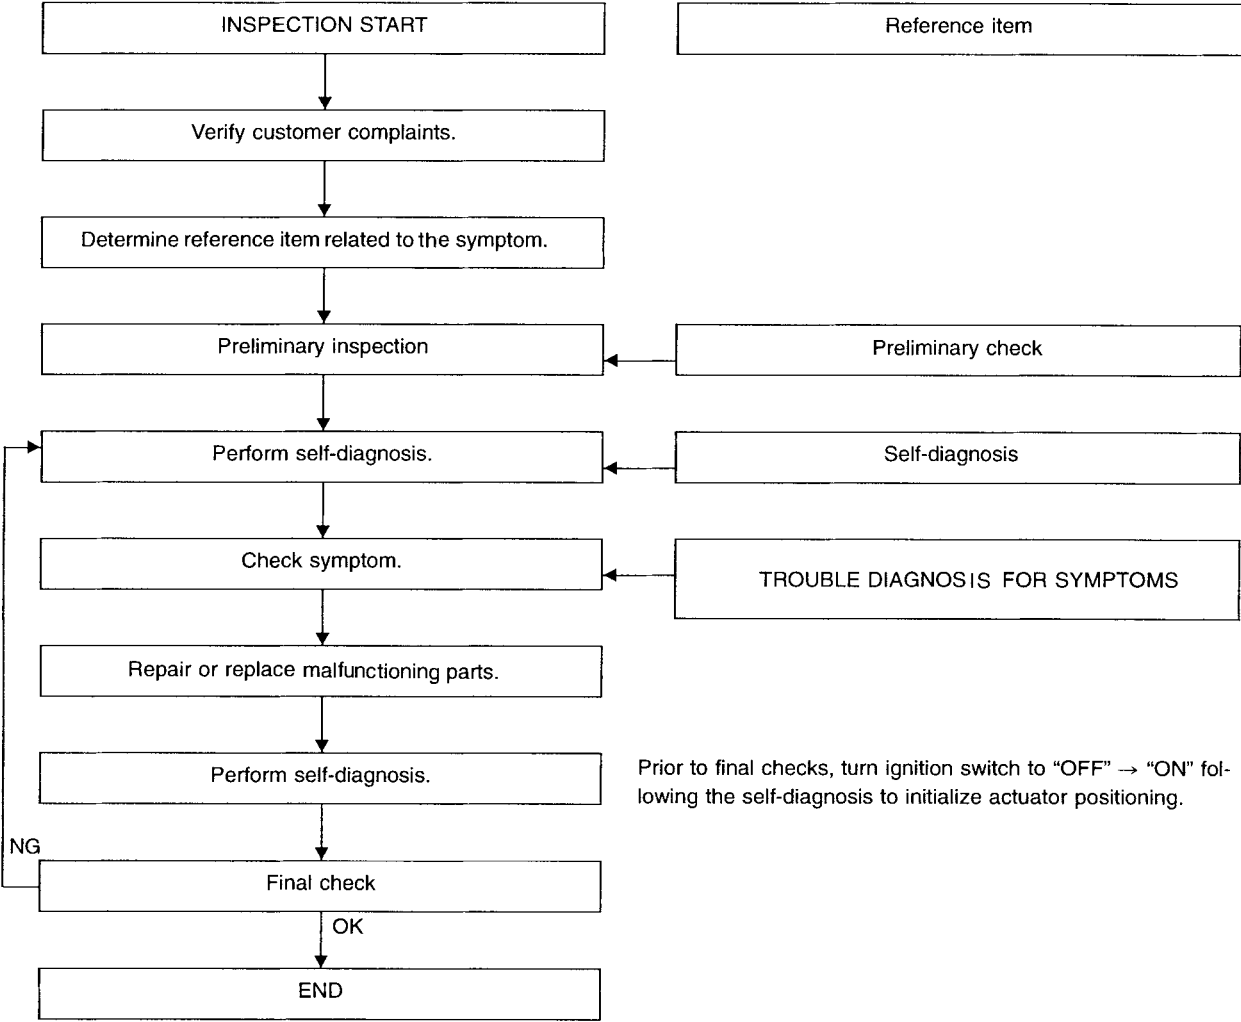 INSPECTION START
Reference item
Verify customer complaints.
Determine reference item related to the symptom.
Preliminary inspection
Preliminary check
Perform self-diagnosis.
Self-diagnosis
Check symptom.
TROUBLE DIAGNOSIS FOR SYMPTOMS
Repair or replace malfunctioning parts.
Perform self-diagnosis.
Prior to final checks, turn ignition switch to “OFF” → “ON” fol-
lowing the self-diagnosis to initialize actuator positioning.
NG
Final check
OK
END